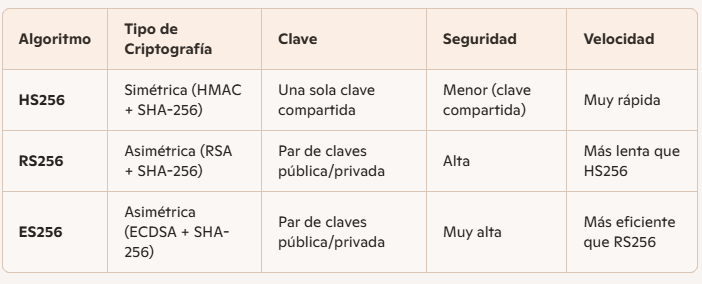 Algoritmo
Tipo de
Criptografía
Clave
Seguridad
Velocidad
HS256
Simétrica (HMAC
+ SHA-256)
Una sola clave
compartida
Menor (clave
compartida)
Muy rápida
RS256
Asimétrica (RSA
+ SHA-256)
Par de claves
pública/privada
Alta
Más lenta que
HS256
ES256
Asimétrica
(ECDSA + SHA-
256)
Par de claves
pública/privada
Muy alta
Más eficiente
que RS256